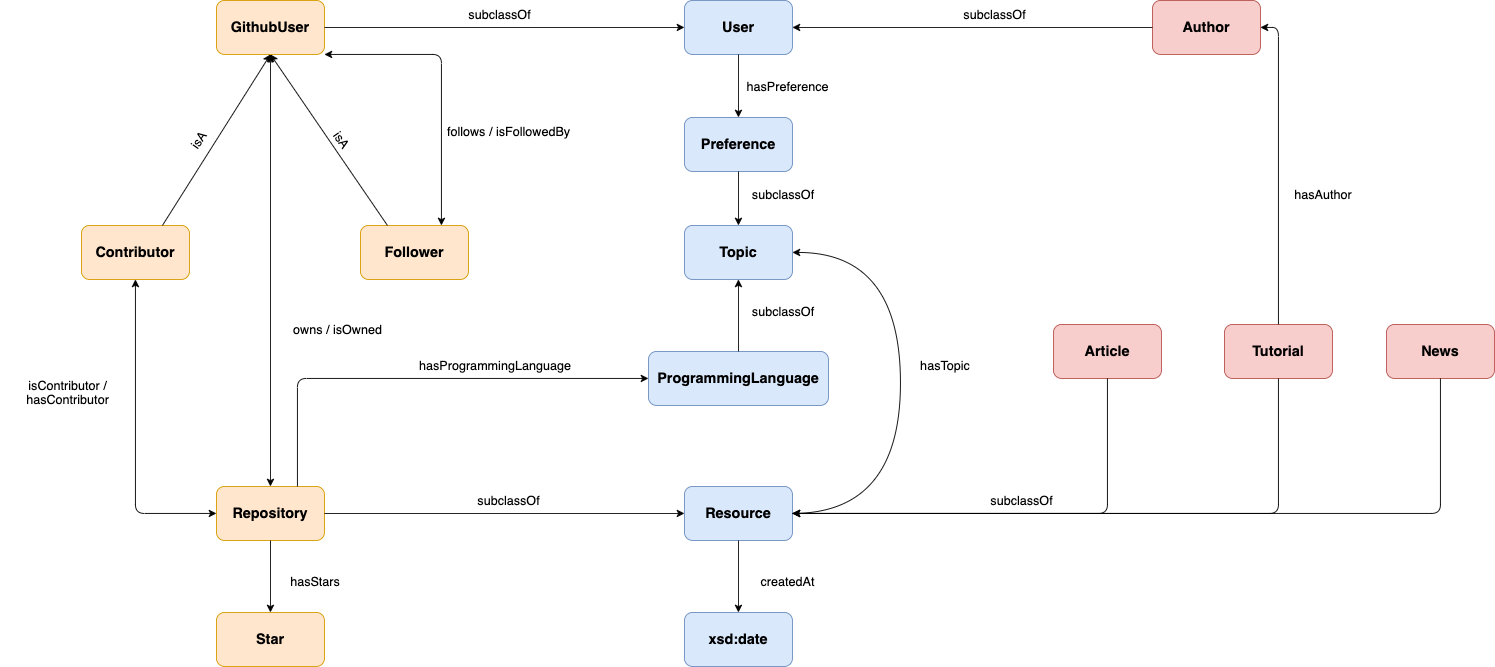 GithubUser
subclassOf
User
subclassOf
Author
hasPreference
follows / isFollowedBy
isA
isA
Preference
subclassOf
hasAuthor
Contributor
Follower
Topic
subclassOf
owns / isOwned
hasProgrammingLanguage
ProgrammingLanguage
hasTopic
Article
Tutorial
News
isContributor /
hasContributor
Repository
subclassOf
Resource
subclassOf
hasStars
createdAt
Star
xsd:date